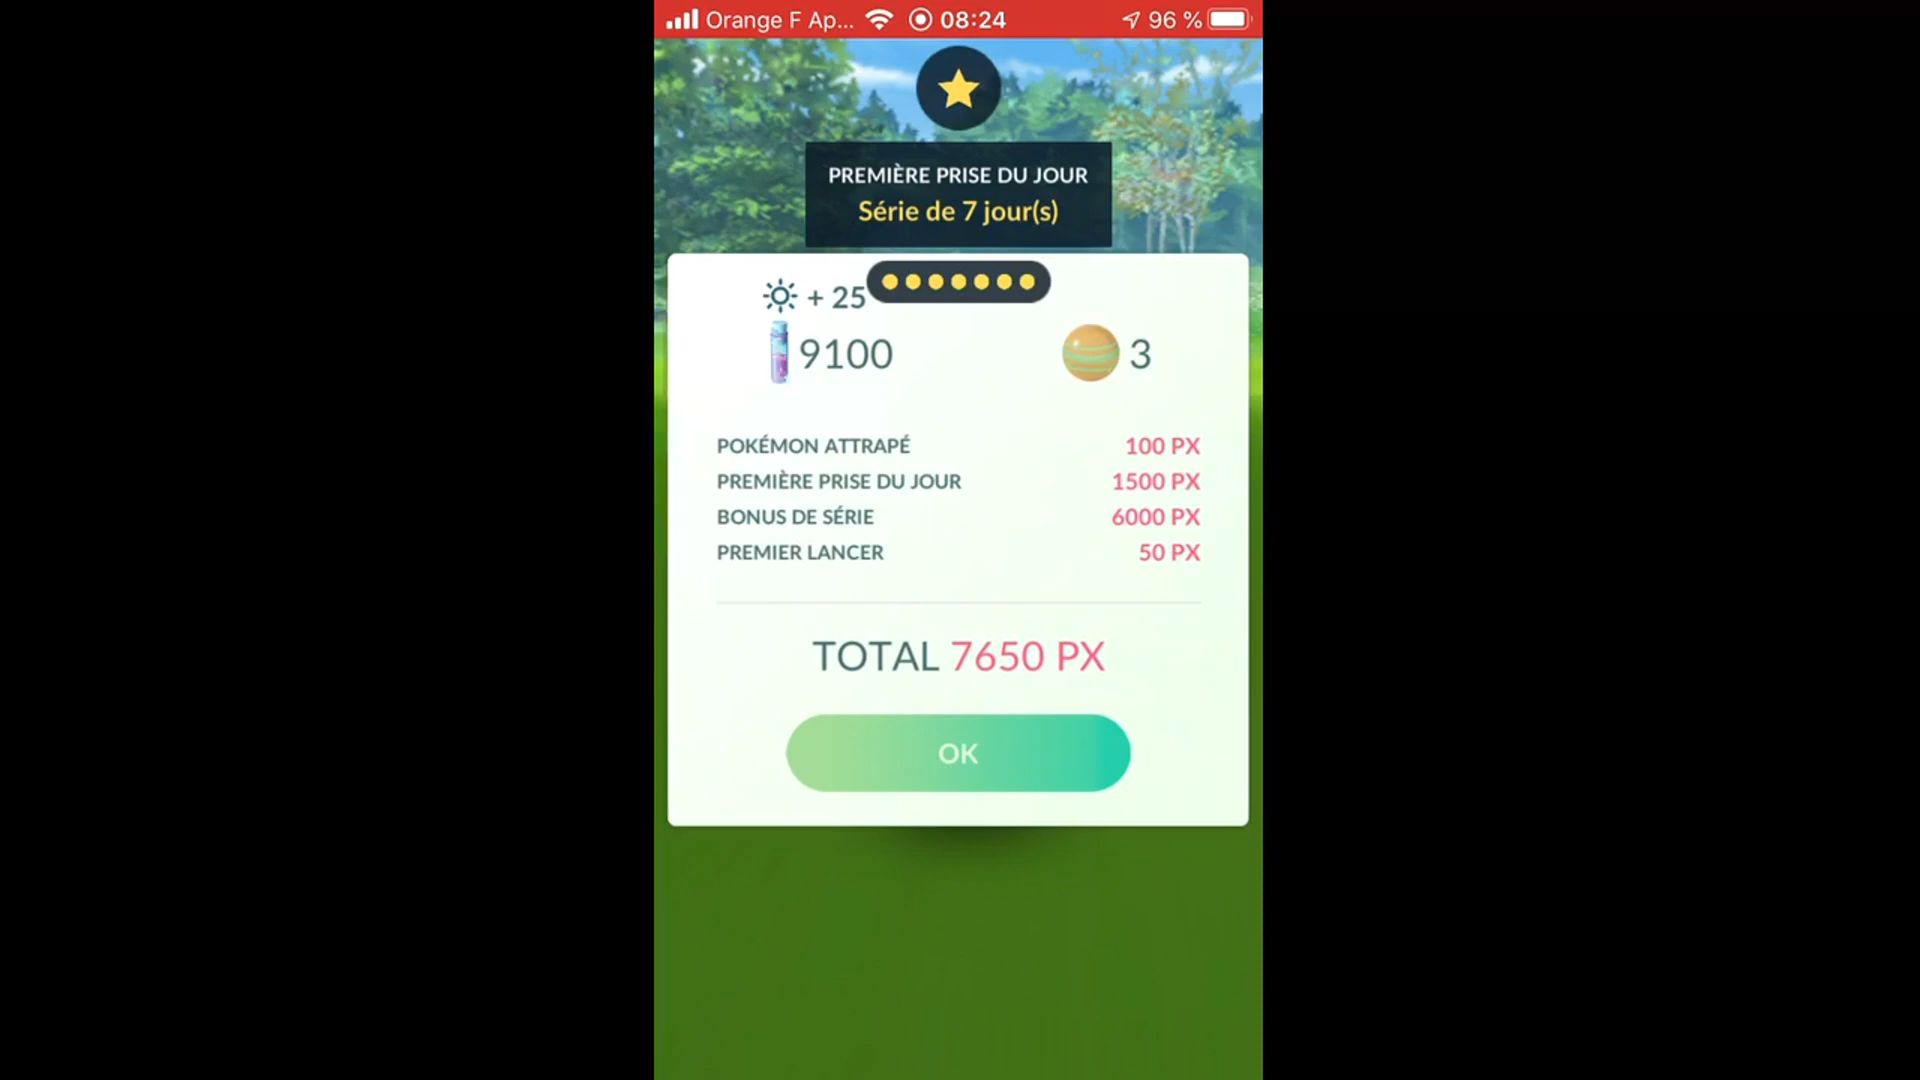 Orange F Ap... 08:24 96 %
PREMIÈRE PRISE DU JOUR
Série de 7 jour(s)
+ 25
9100 3
POKÉMON ATTRAPÉ 100 PX
PREMIÈRE PRISE DU JOUR 1500 PX
BONUS DE SÉRIE 6000 PX
PREMIER LANCER 50 PX
TOTAL 7650 PX
OK